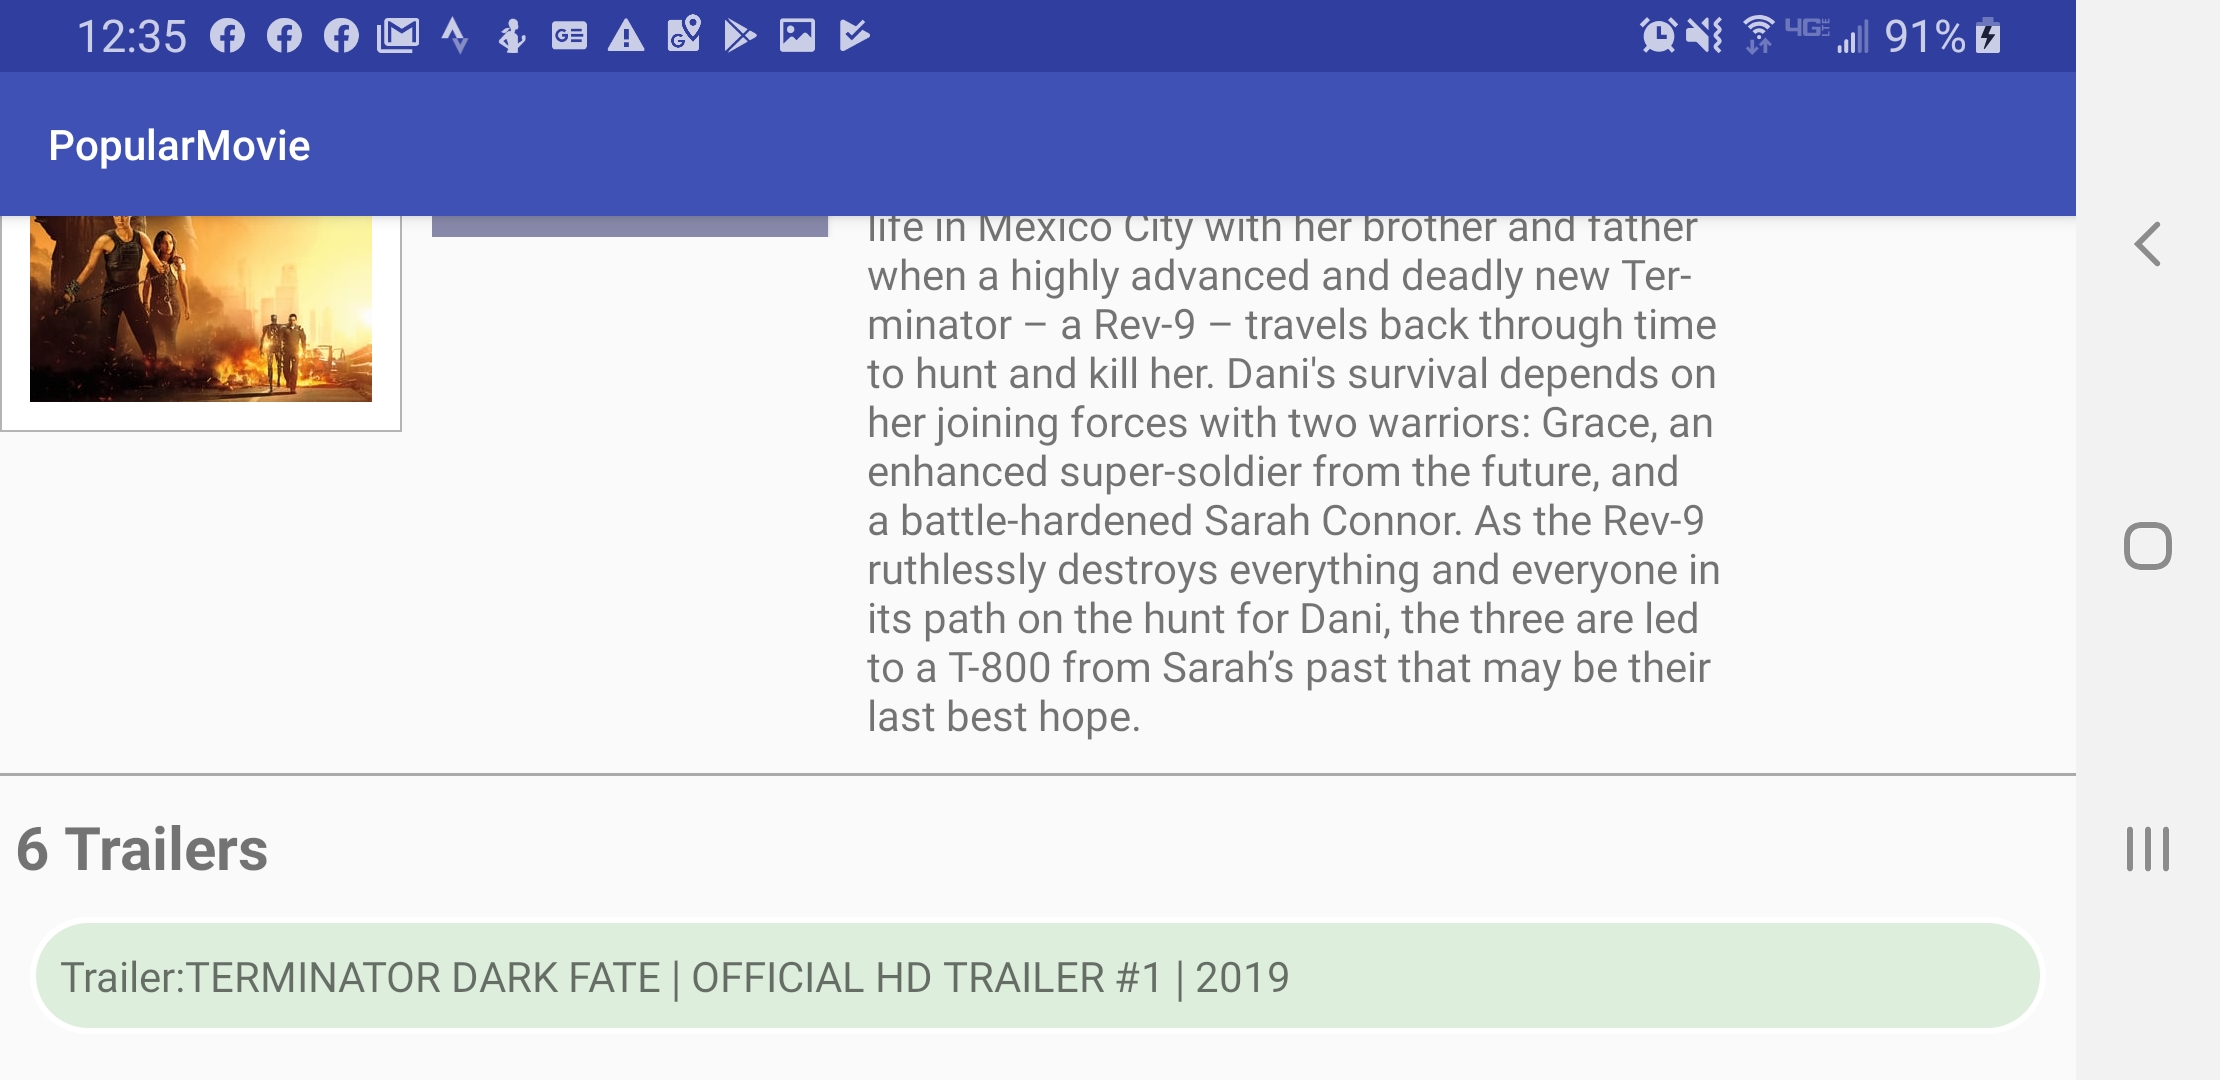 12:35
4G LTE
91%
PopularMovie
life in Mexico City with her brother and father
when a highly advanced and deadly new Ter-
minator – a Rev-9 – travels back through time
to hunt and kill her. Dani's survival depends on
her joining forces with two warriors: Grace, an
enhanced super-soldier from the future, and
a battle-hardened Sarah Connor. As the Rev-9
ruthlessly destroys everything and everyone in
its path on the hunt for Dani, the three are led
to a T-800 from Sarah’s past that may be their
last best hope.
6 Trailers
Trailer:TERMINATOR DARK FATE | OFFICIAL HD TRAILER #1 | 2019